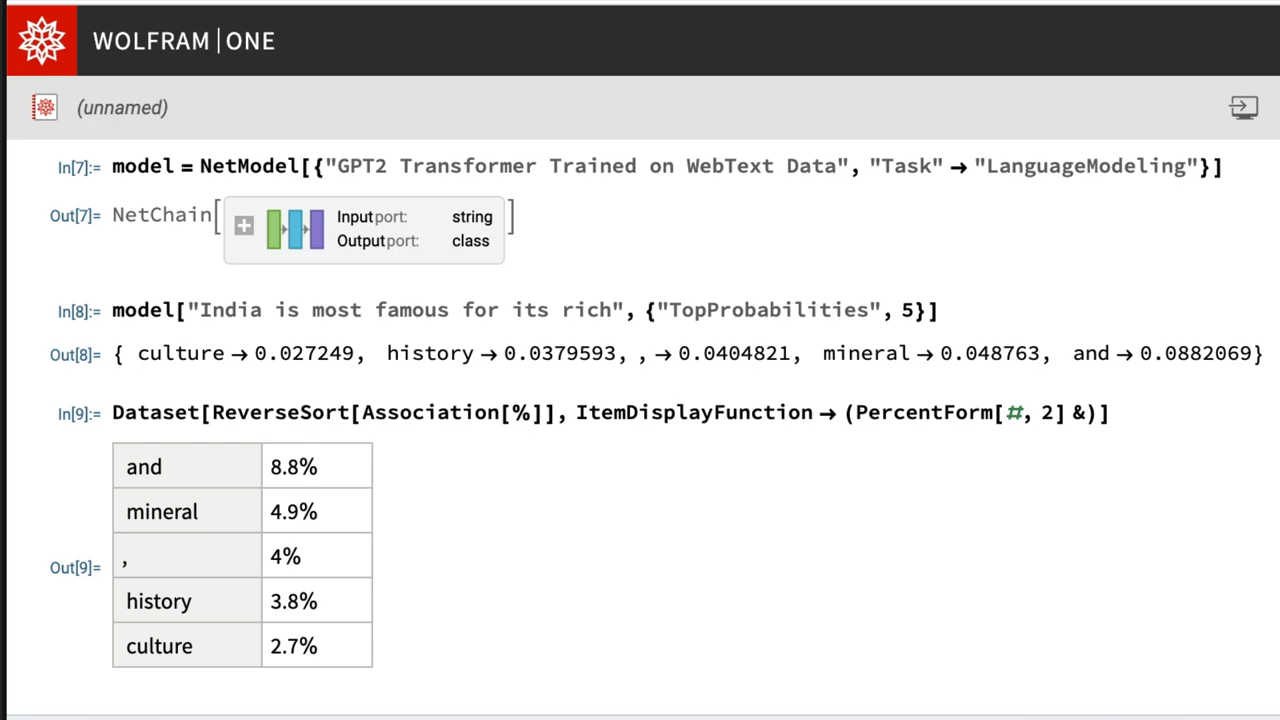 WOLFRAM|ONE
(unnamed)
In[7]:= model = NetModel[{"GPT2 Transformer Trained on WebText Data", "Task" → "LanguageModeling"}]
Out[7]= NetChain[ Input port: string
Output port: class ]
In[8]:= model["India is most famous for its rich", {"TopProbabilities", 5}]
Out[8]= { culture → 0.027249, history → 0.0379593, , → 0.0404821, mineral → 0.048763, and → 0.0882069}
In[9]:= Dataset[ReverseSort[Association[%]], ItemDisplayFunction → (PercentForm[#, 2] &)]
and 8.8%
mineral 4.9%
, 4%
Out[9]=
history 3.8%
culture 2.7%